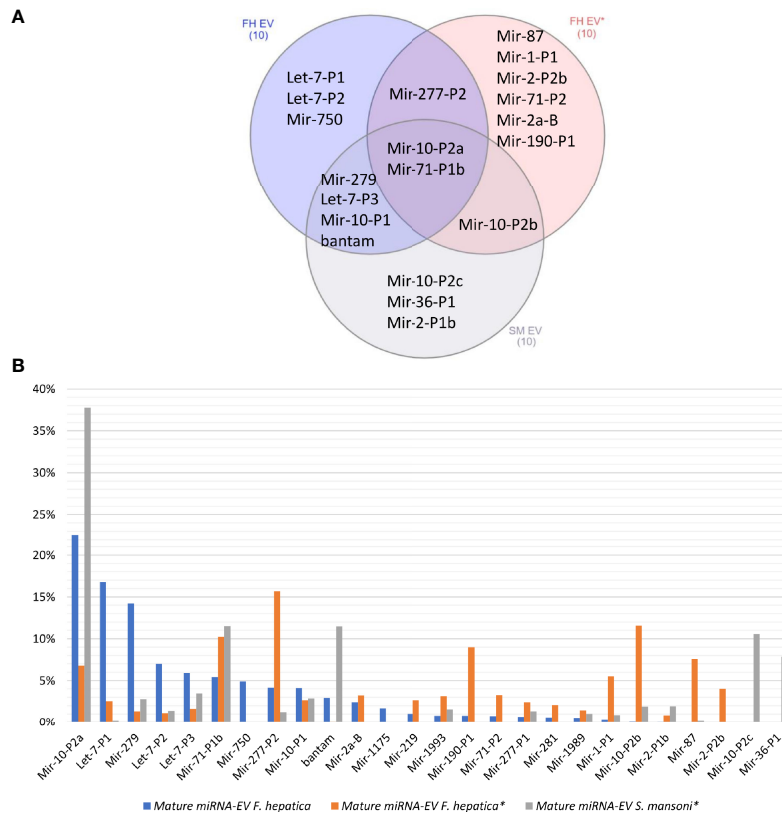 A
FH EV
(10)
FH EV*
(10)
Let-7-P1
Let-7-P2
Mir-750
Mir-277-P2
Mir-87
Mir-1-P1
Mir-2-P2b
Mir-71-P2
Mir-2a-B
Mir-190-P1
Mir-10-P2a
Mir-71-P1b
Mir-279
Let-7-P3
Mir-10-P1
bantam
Mir-10-P2b
Mir-10-P2c
Mir-36-P1
Mir-2-P1b
SM EV
(10)
B
40%
35%
30%
25%
20%
15%
10%
5%
0%
Mir-10-P2a
Let-7-P1
Mir-279
Let-7-P2
Let-7-P3
Mir-71-P1b
Mir-750
Mir-277-P2
Mir-10-P1
bantam
Mir-2a-B
Mir-1175
Mir-219
Mir-1993
Mir-190-P1
Mir-71-P2
Mir-277-P1
Mir-281
Mir-1989
Mir-1-P1
Mir-10-P2b
Mir-2-P1b
Mir-87
Mir-2-P2b
Mir-10-P2c
Mir-36-P1
Mature miRNA-EV F. hepatica
Mature miRNA-EV F. hepatica*
Mature miRNA-EV S. mansoni*